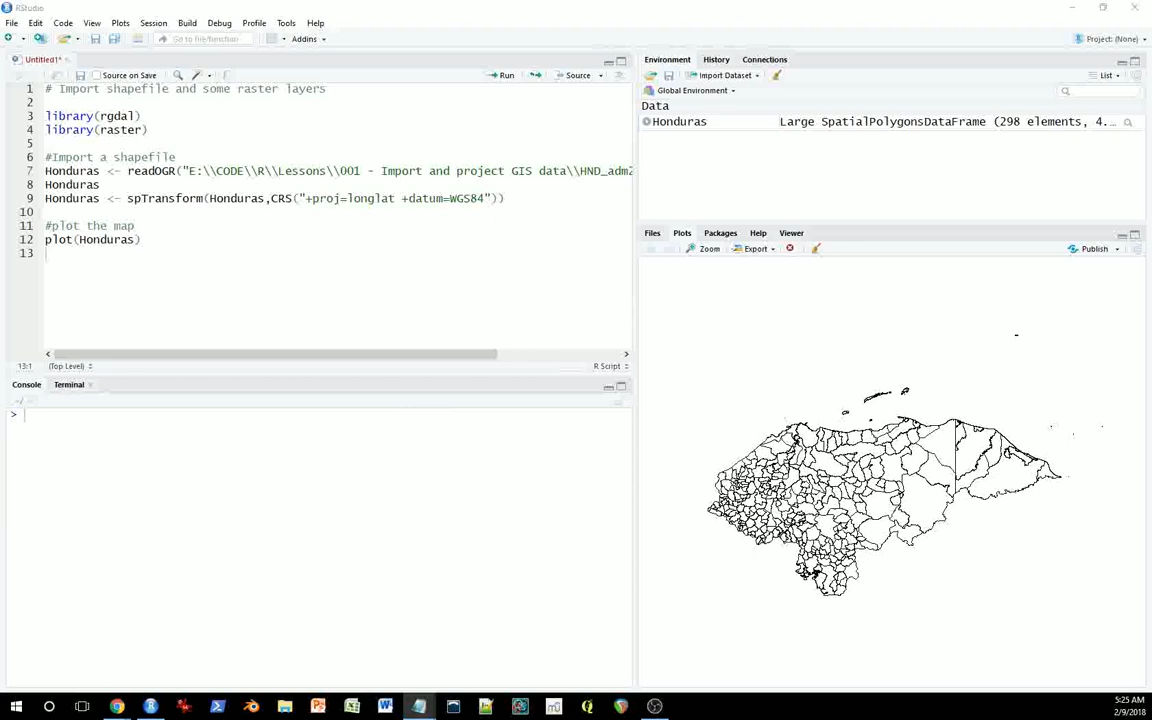 RStudio
File Edit Code View Plots Session Build Debug Profile Tools Help
Go to file/function Addins Project: (None)
Untitled1*
Source on Save Run Source
1 # Import shapefile and some raster layers
2
3 library(rgdal)
4 library(raster)
5
6 #Import a shapefile
7 Honduras <- readOGR("E:\\CODE\\R\\Lessons\\001 - Import and project GIS data\\HND_adm2
8 Honduras
9 Honduras <- spTransform(Honduras,CRS("+proj=longlat +datum=WGS84"))
10
11 #plot the map
12 plot(Honduras)
13
13:1 (Top Level) R Script
Console Terminal
~/
>
Environment History Connections
Import Dataset List
Global Environment
Data
Honduras Large SpatialPolygonsDataFrame (298 elements, 4...
Files Plots Packages Help Viewer
Zoom Export Publish
5:25 AM
2/9/2018